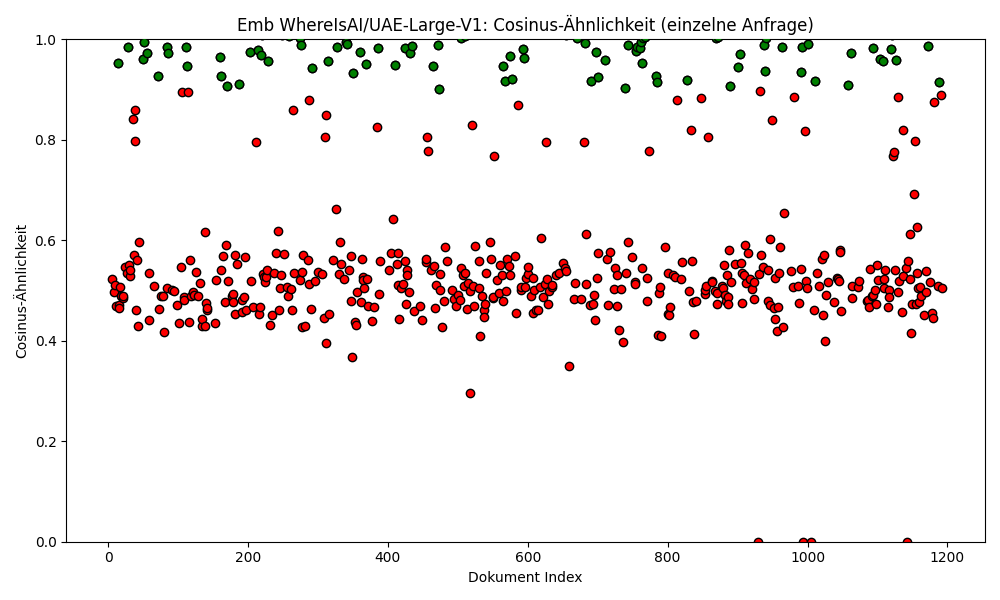 Emb WhereIsAI/UAE-Large-V1: Cosinus-Ähnlichkeit (einzelne Anfrage)
1.0
0.8
0.6
0.4
0.2
0.0
Cosinus-Ähnlichkeit
0 200 400 600 800 1000 1200
Dokument Index